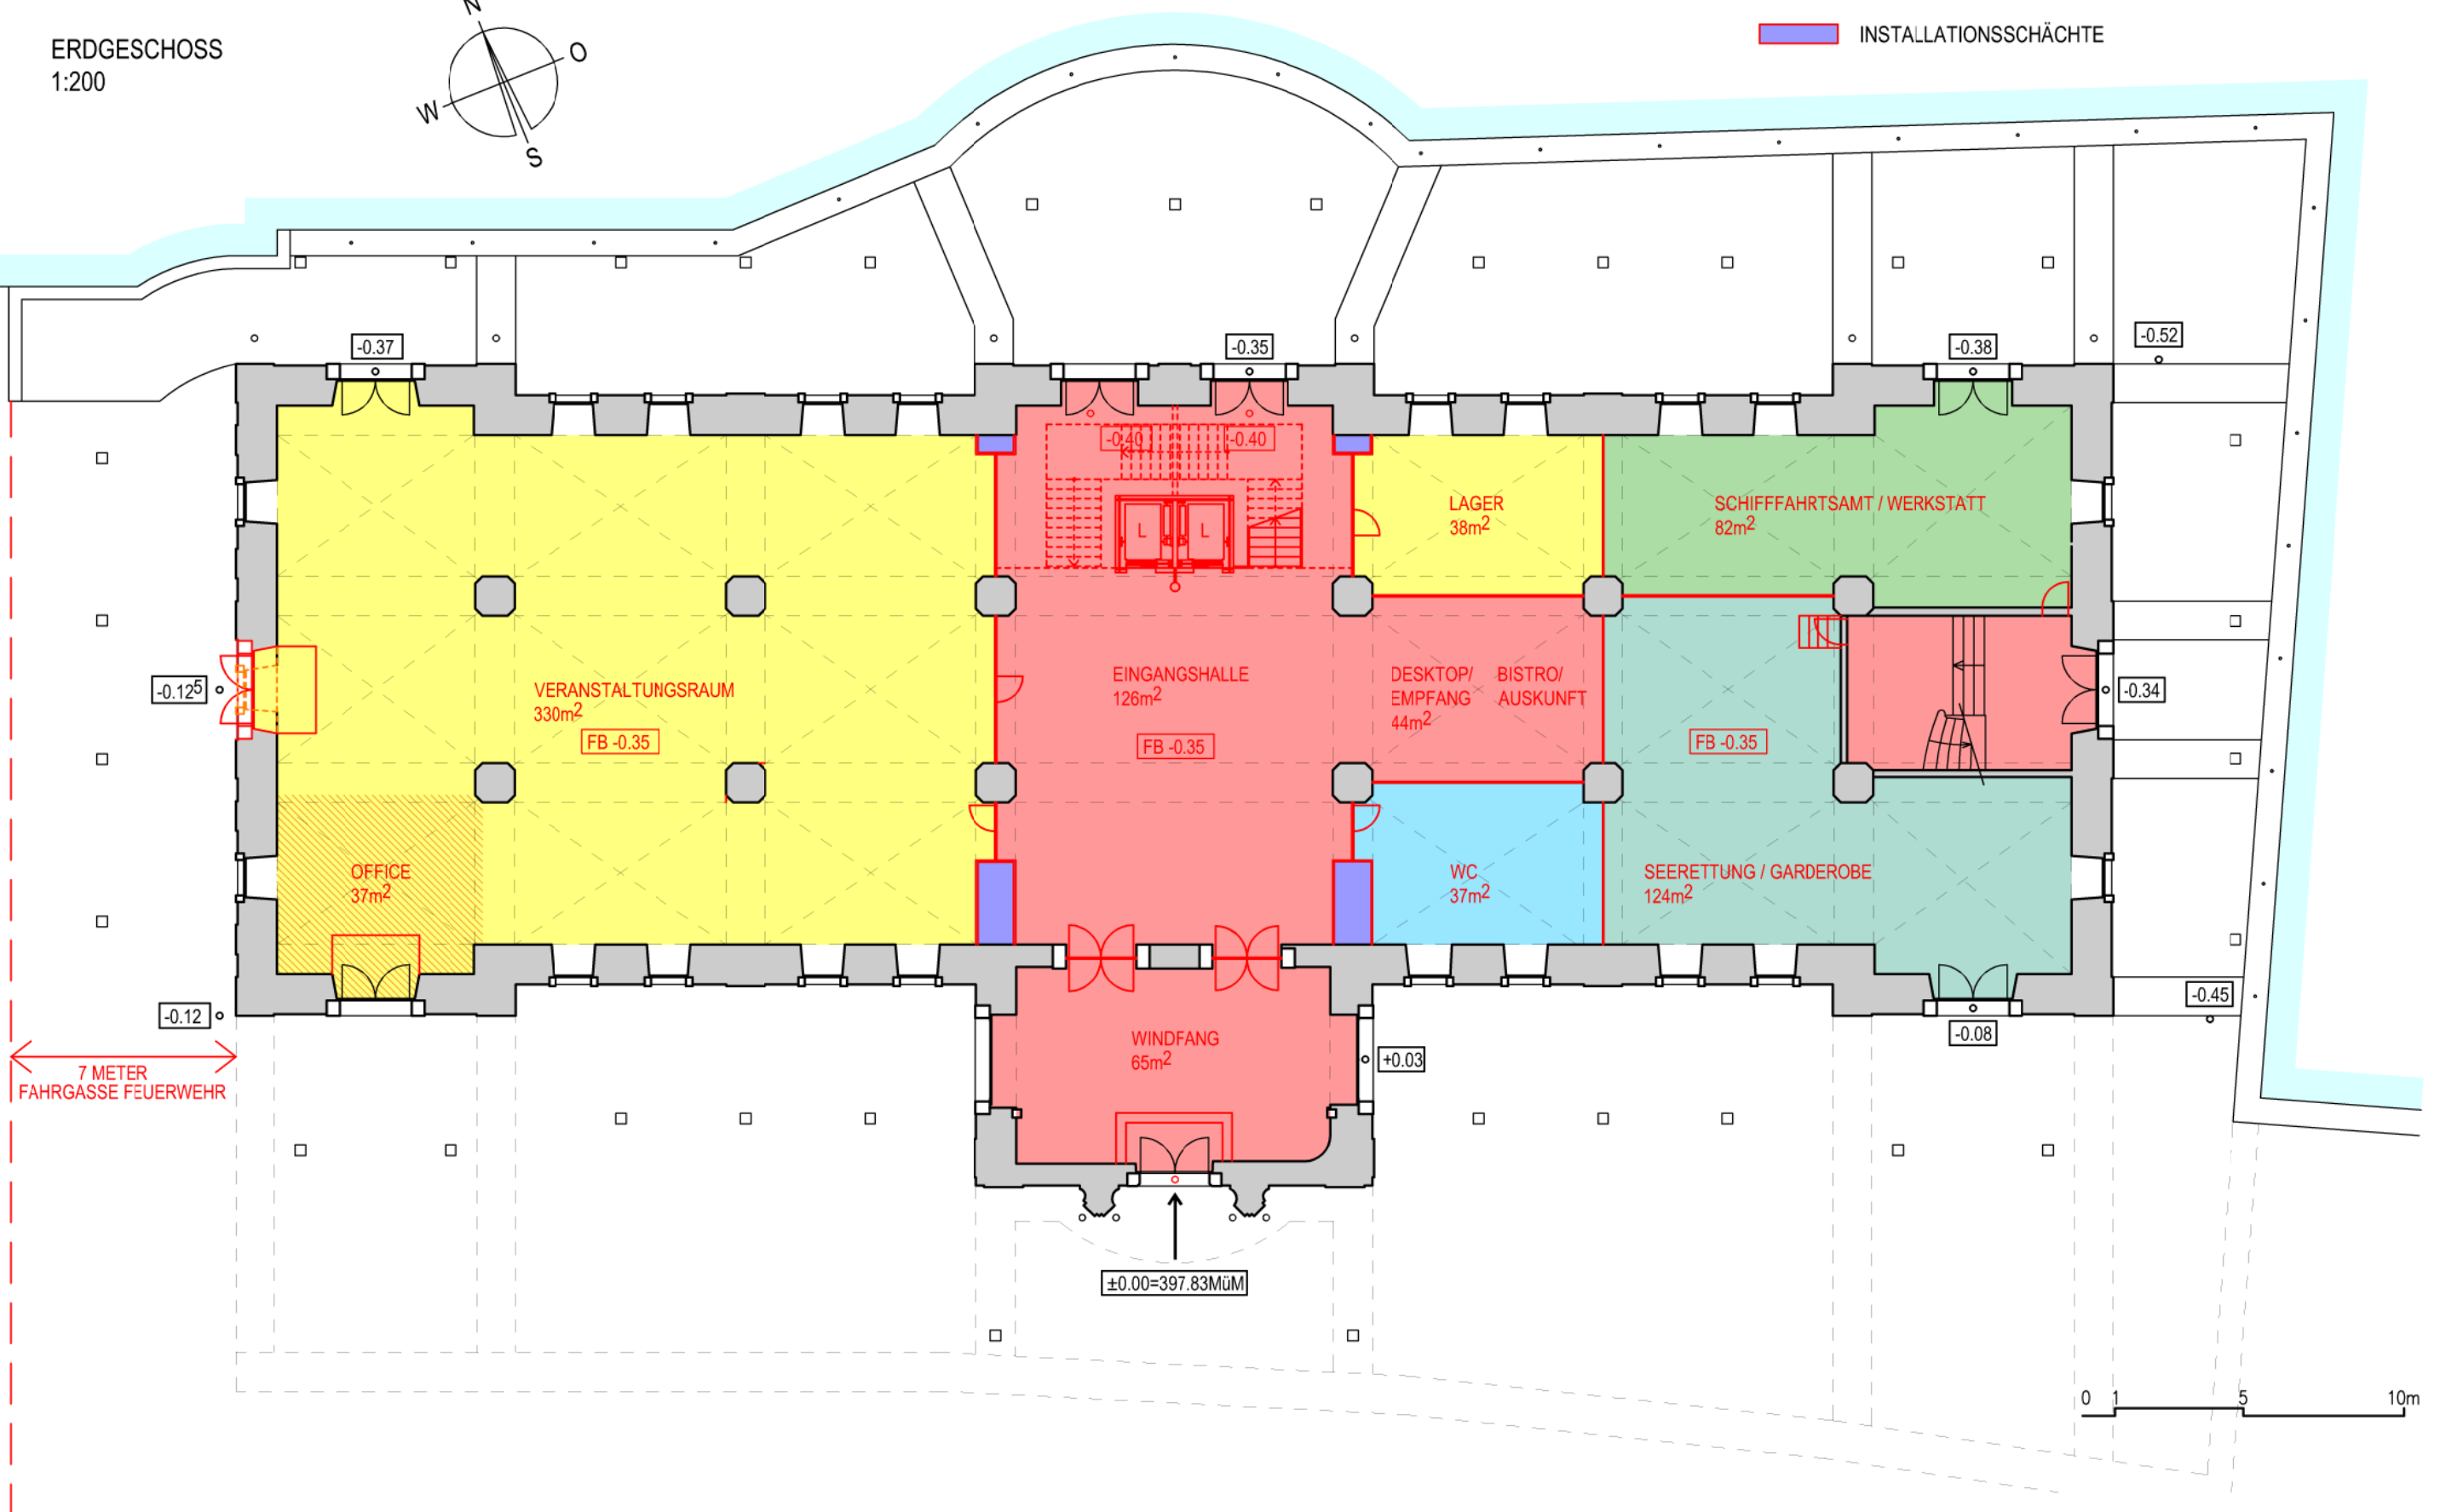 N
ERDGESCHOSS
1:200
O
W
S
INSTALLATIONSSCHÄCHTE
-0.37
-0.35
-0.38
-0.52
-0.40
-0.40
LAGER
38m2
SCHIFFFAHRTSAMT / WERKSTATT
82m2
L
L
-0.125
VERANSTALTUNGSRAUM
330m2
FB -0.35
EINGANGSHALLE
126m2
FB -0.35
DESKTOP/ BISTRO/
EMPFANG AUSKUNFT
44m2
FB -0.35
-0.34
OFFICE
37m2
WC
37m2
SEERETTUNG / GARDEROBE
124m2
-0.45
-0.12
-0.08
WINDFANG
65m2
+0.03
7 METER
FAHRGASSE FEUERWEHR
±0.00=397.83MüM
0 1 5 10m